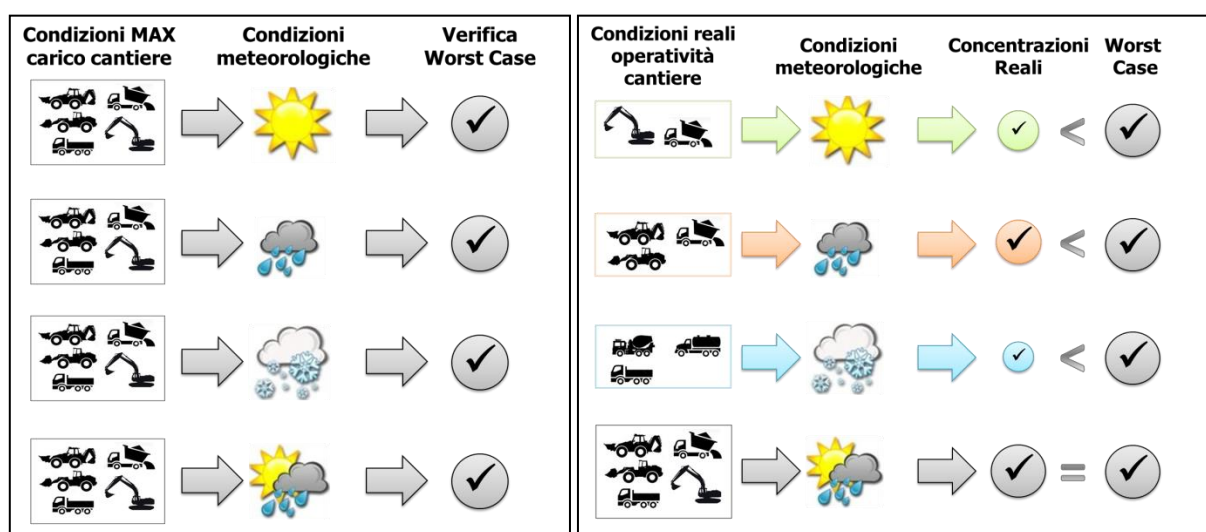 Condizioni MAX
carico cantiere
Condizioni
meteorologiche
Verifica
Worst Case
Condizioni reali
operatività
cantiere
Condizioni
meteorologiche
Concentrazioni
Reali
Worst
Case
<
<
<
=